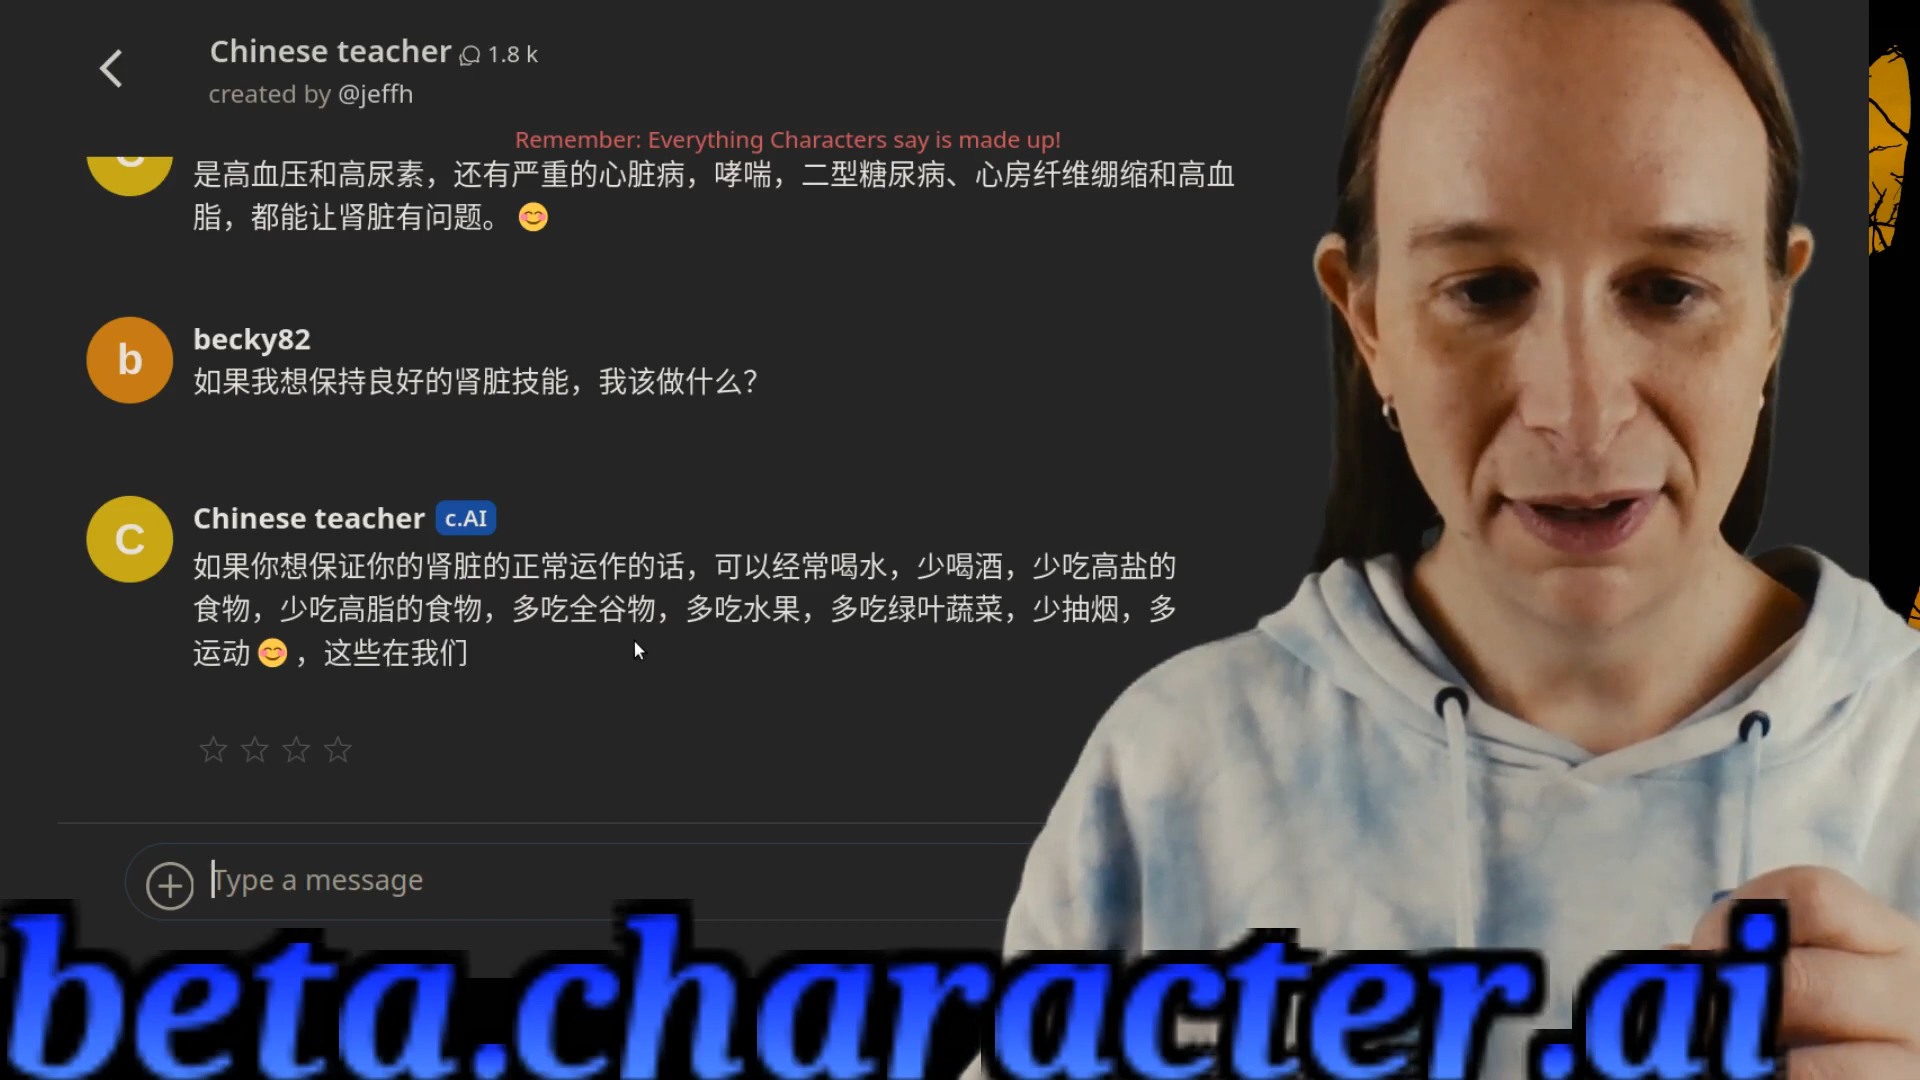 Chinese teacher 1.8 k
created by @jeffh
Remember: Everything Characters say is made up!
是高血压和高尿素，还有严重的心脏病，哮喘，二型糖尿病、心房纤维绷缩和高血
脂，都能让肾脏有问题。 😊
b
becky82
如果我想保持良好的肾脏技能，我该做什么？
C
Chinese teacher c.AI
如果你想保证你的肾脏的正常运作的话，可以经常喝水，少喝酒，少吃高盐的
食物，少吃高脂的食物，多吃全谷物，多吃水果，多吃绿叶蔬菜，少抽烟，多
运动 😊 ，这些在我们
Type a message
beta.character.ai